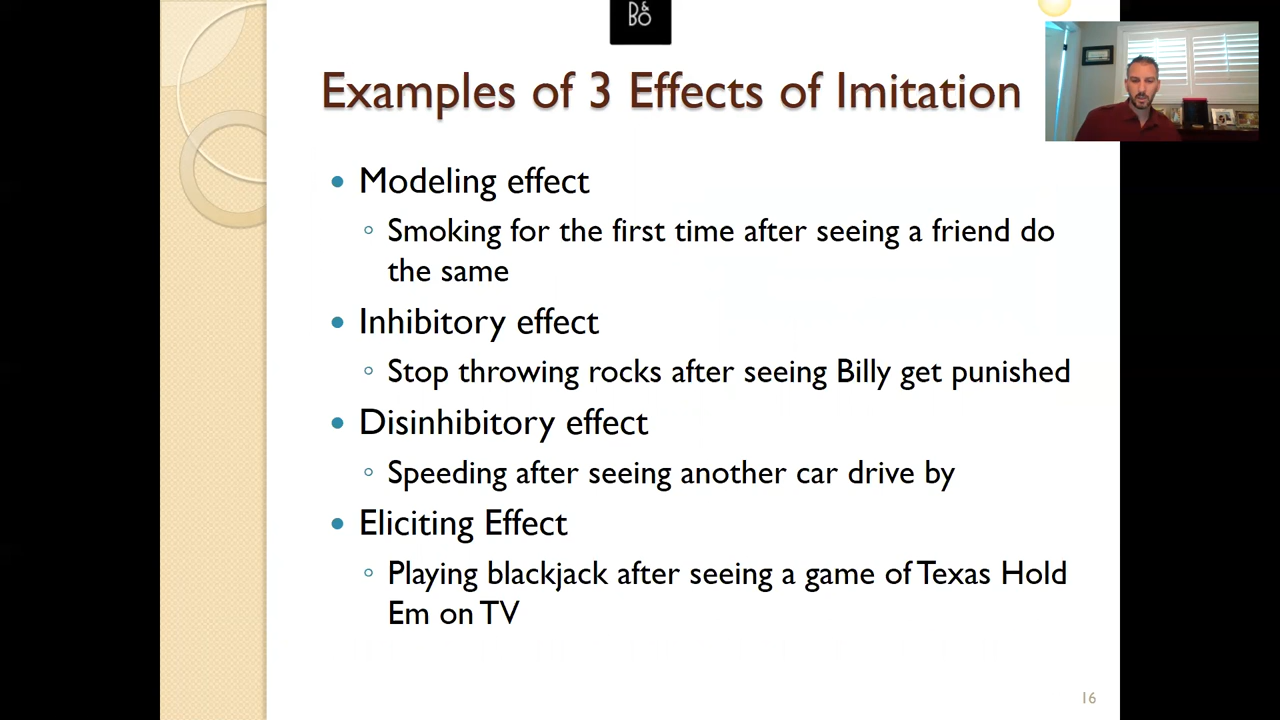 D&
BO
Examples of 3 Effects of Imitation
• Modeling effect
◦ Smoking for the first time after seeing a friend do
the same
• Inhibitory effect
◦ Stop throwing rocks after seeing Billy get punished
• Disinhibitory effect
◦ Speeding after seeing another car drive by
• Eliciting Effect
◦ Playing blackjack after seeing a game of Texas Hold
Em on TV
16